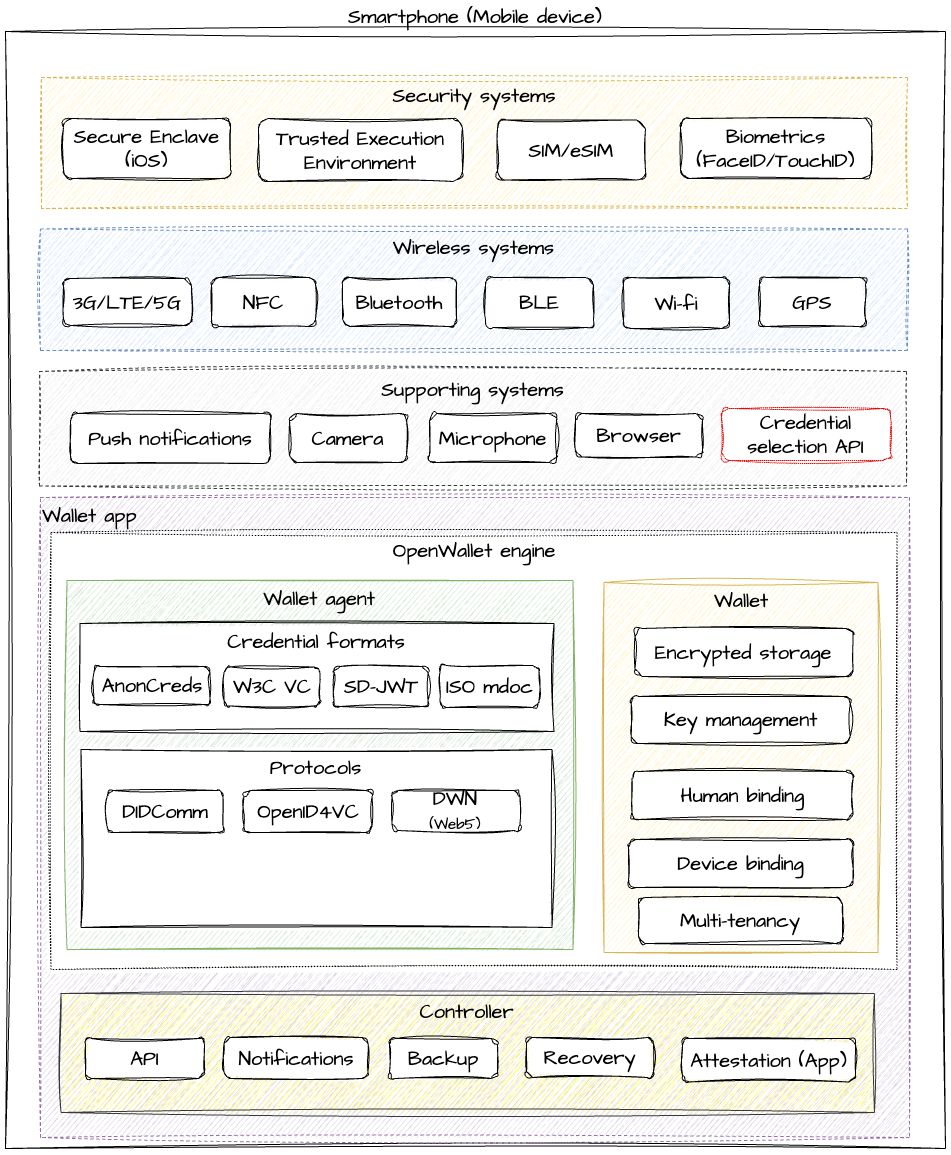 Smartphone (Mobile device)
Security systems
Secure Enclave
(iOS)
Trusted Execution
Environment
SIM/eSIM
Biometrics
(FaceID/TouchID)
Wireless systems
3G/LTE/5G
NFC
Bluetooth
BLE
Wi-fi
GPS
Supporting systems
Push notifications
Camera
Microphone
Browser
Credential
selection API
Wallet app
OpenWallet engine
Wallet agent
Credential formats
AnonCreds
W3C VC
SD-JWT
ISO mdoc
Protocols
DIDComm
OpenID4VC
DWN
(Web5)
Wallet
Encrypted storage
Key management
Human binding
Device binding
Multi-tenancy
Controller
API
Notifications
Backup
Recovery
Attestation (App)